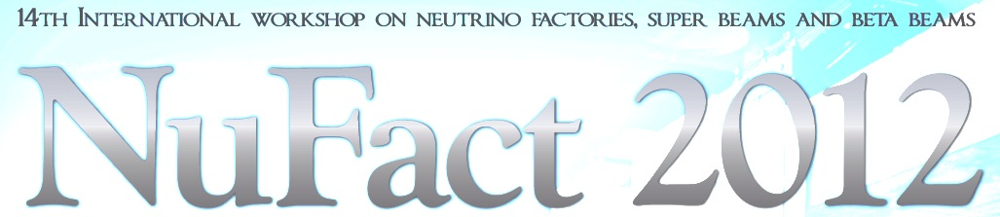 14th International workshop on neutrino factories, super beams and beta beams
NuFact 2012